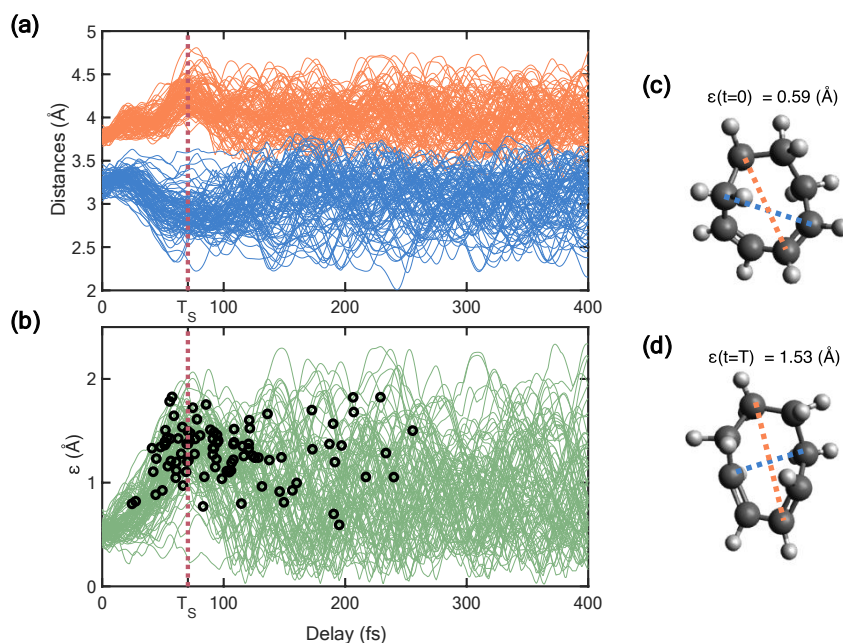 (a)
5
4.5
4
3.5
3
2.5
2
Distances (Å)
0
T_S
100
200
300
400
(b)
2
1
0
ε (Å)
0
T_S
100
200
300
400
Delay (fs)
(c)
ε(t=0) = 0.59 (Å)
(d)
ε(t=T) = 1.53 (Å)